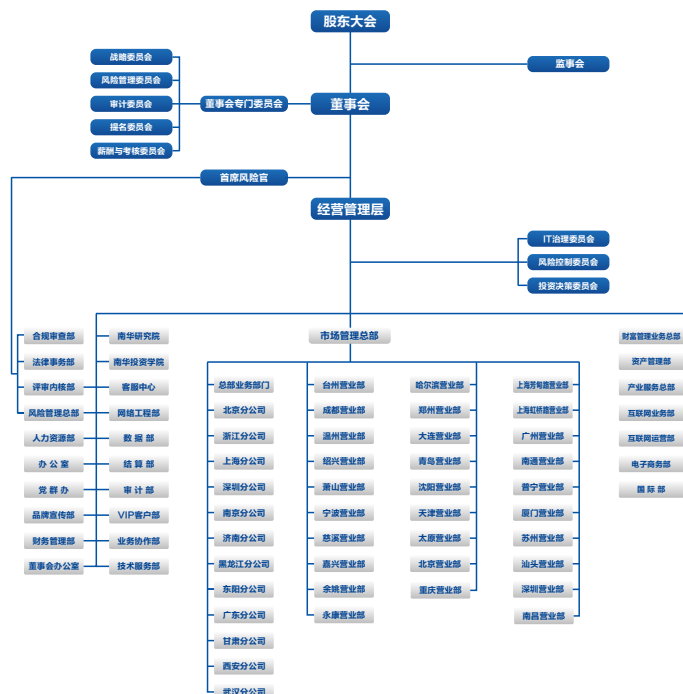 股东大会
监事会
战略委员会
风险管理委员会
审计委员会
提名委员会
薪酬与考核委员会
董事会专门委员会
董事会
首席风险官
经营管理层
IT治理委员会
风险控制委员会
投资决策委员会
合规审查部
法律事务部
评审内核部
风险管理总部
人力资源部
办公室
党群办
品牌宣传部
财务管理部
董事会办公室
南华研究院
南华投资学院
客服中心
网络工程部
数据部
结算部
审计部
VIP客户部
业务协作部
技术服务部
市场管理总部
总部业务部门
北京分公司
浙江分公司
上海分公司
深圳分公司
南京分公司
济南分公司
黑龙江分公司
东阳分公司
广东分公司
甘肃分公司
西安分公司
武汉分公司
台州营业部
成都营业部
温州营业部
绍兴营业部
萧山营业部
宁波营业部
慈溪营业部
嘉兴营业部
余姚营业部
永康营业部
哈尔滨营业部
郑州营业部
大连营业部
青岛营业部
沈阳营业部
天津营业部
太原营业部
北京营业部
重庆营业部
上海芳甸路营业部
上海虹桥路营业部
广州营业部
南通营业部
普宁营业部
厦门营业部
苏州营业部
汕头营业部
深圳营业部
南昌营业部
财富管理业务总部
资产管理部
产业服务总部
互联网业务部
互联网运营部
电子商务部
国际部